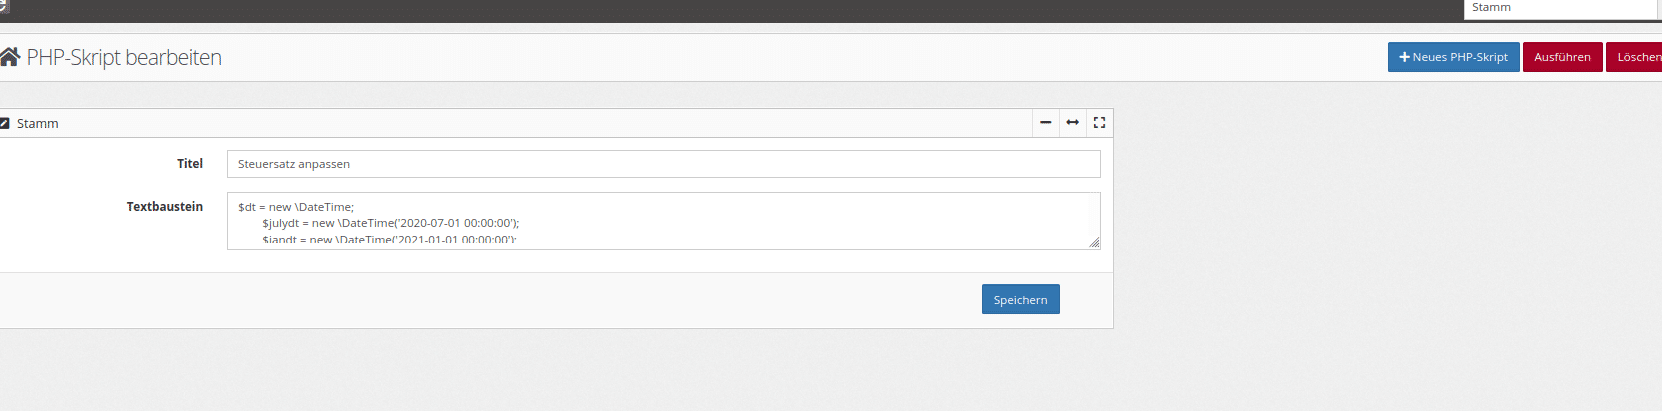 Stamm
PHP-Skript bearbeiten
Neues PHP-Skript
Ausführen
Löschen
Stamm
Titel
Steuersatz anpassen
Textbaustein
$dt = new \DateTime;
$julydt = new \DateTime('2020-07-01 00:00:00');
$jandt = new \DateTime('2021-01-01 00:00:00');
Speichern